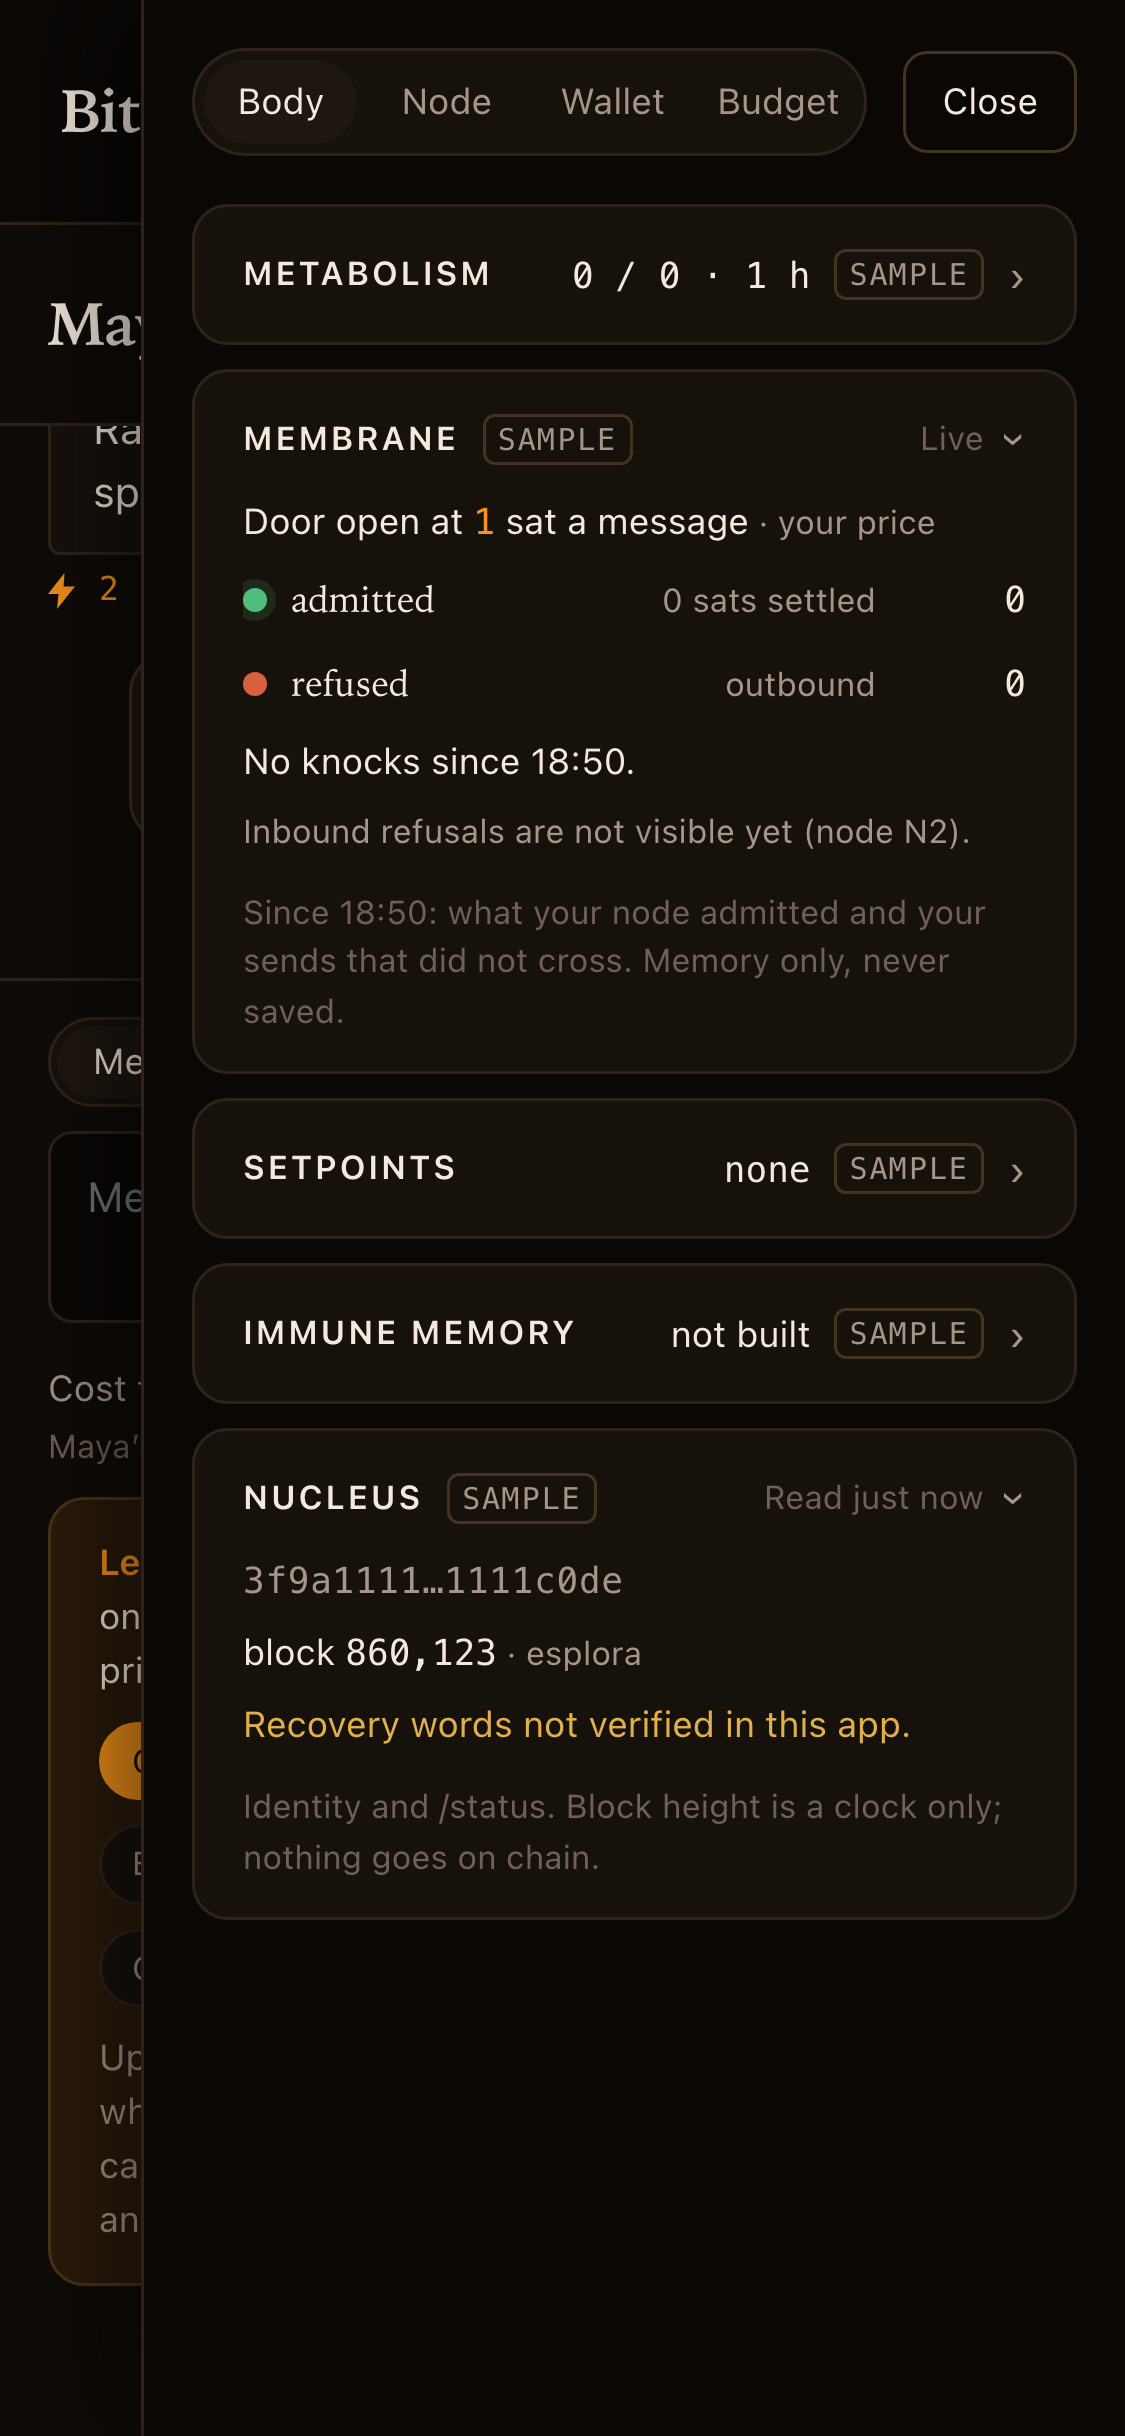 Body Node Wallet Budget Close
METABOLISM 0 / 0 · 1 h SAMPLE ›
MEMBRANE SAMPLE Live
Door open at 1 sat a message · your price
admitted 0 sats settled 0
refused outbound 0
No knocks since 18:50.
Inbound refusals are not visible yet (node N2).
Since 18:50: what your node admitted and your
sends that did not cross. Memory only, never
saved.
SETPOINTS none SAMPLE ›
IMMUNE MEMORY not built SAMPLE ›
NUCLEUS SAMPLE Read just now
3f9a1111…1111c0de
block 860,123 · esplora
Recovery words not verified in this app.
Identity and /status. Block height is a clock only;
nothing goes on chain.
Bit
May
sp
2
Me
Me
Cost
Maya’
Le
on
pri
Up
wh
ca
an